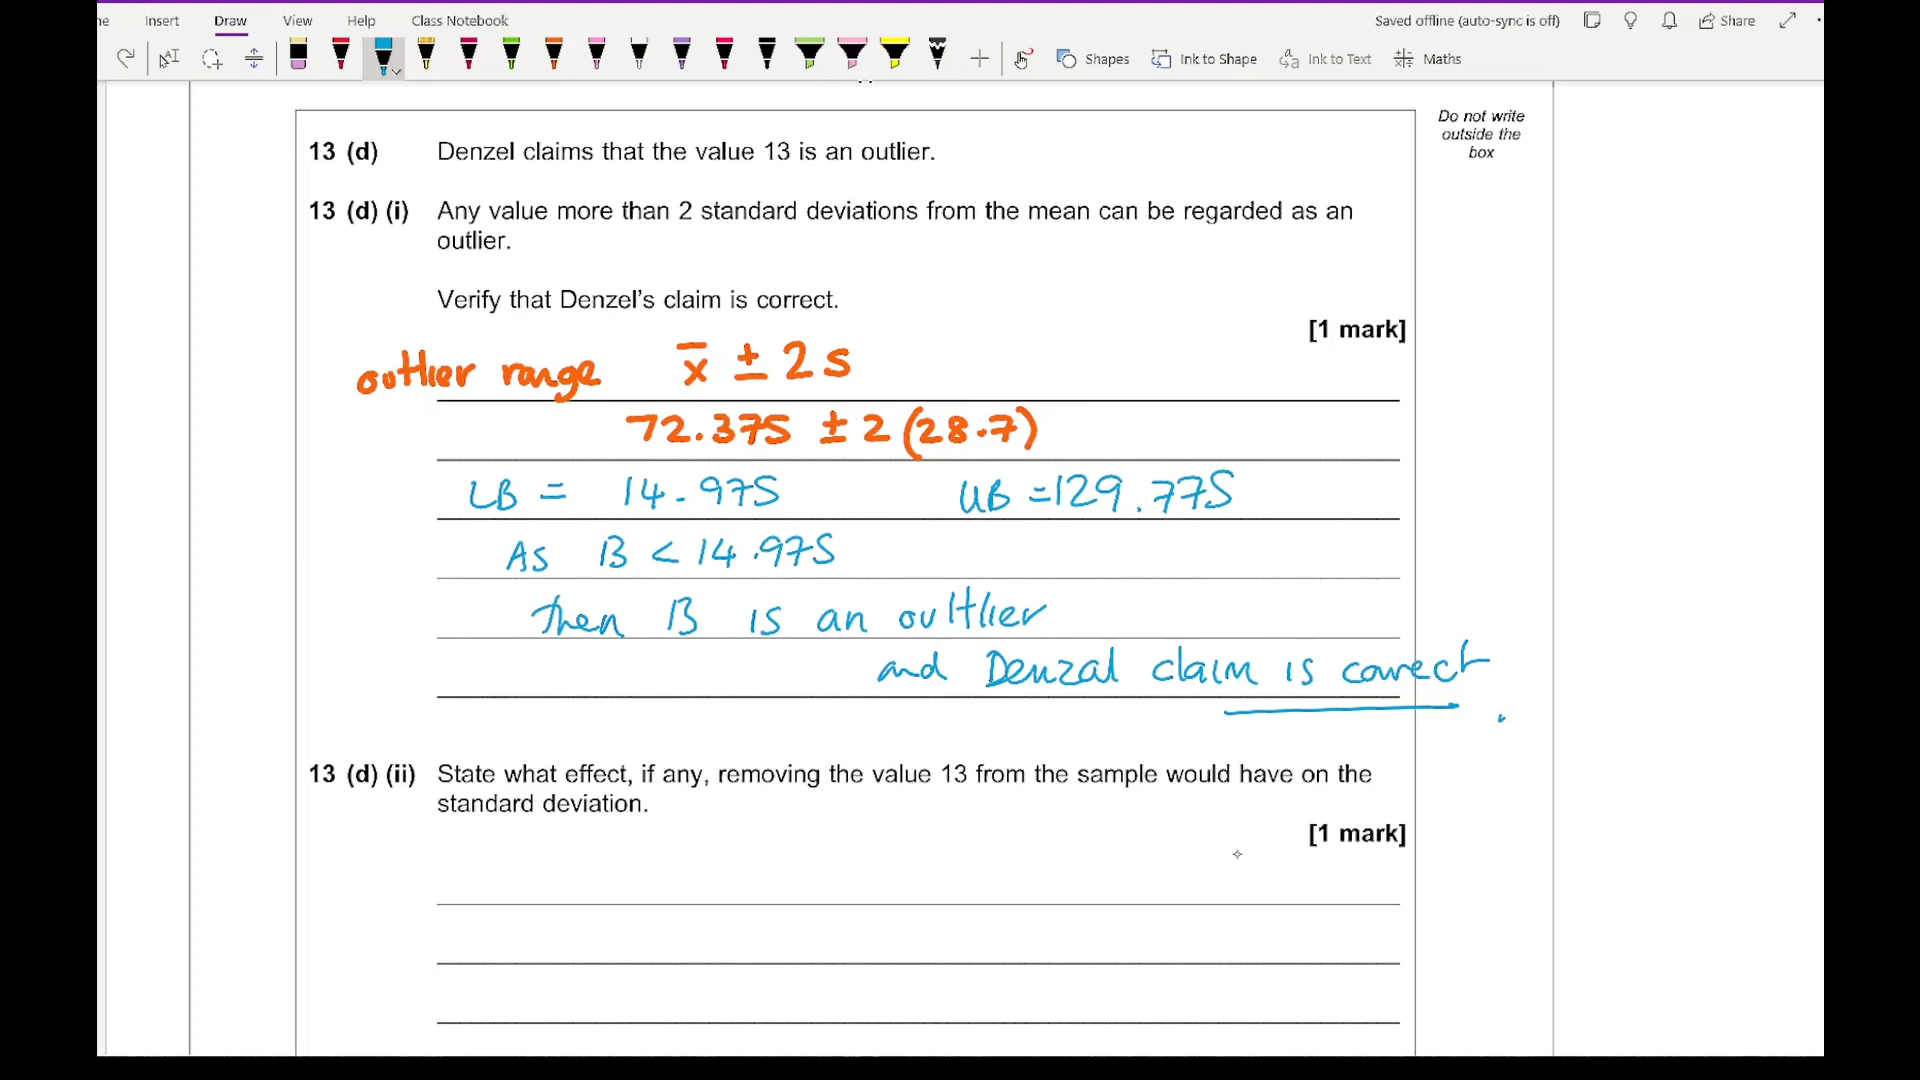 Insert Draw View Help Class Notebook Saved offline (auto-sync is off) Share
Shapes Ink to Shape Ink to Text Maths
Do not write
outside the
box
13 (d) Denzel claims that the value 13 is an outlier.
13 (d) (i) Any value more than 2 standard deviations from the mean can be regarded as an
outlier.
Verify that Denzel's claim is correct.
[1 mark]
outlier range x̄ ± 2s
72.375 ± 2 (28.7)
LB = 14.975 UB = 129.775
As 13 < 14.975
then 13 is an oultlier
and Denzal claim is correct.
13 (d) (ii) State what effect, if any, removing the value 13 from the sample would have on the
standard deviation.
[1 mark]